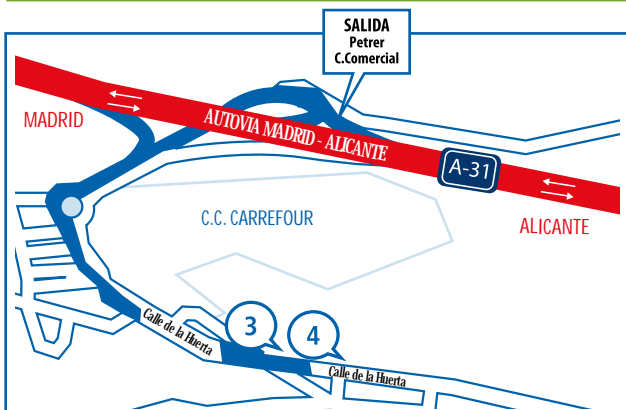 SALIDA
Petrer
C.Comercial
MADRID
AUTOVIA MADRID - ALICANTE
A-31
C.C. CARREFOUR
ALICANTE
3
4
Calle de la Huerta
Calle de la Huerta